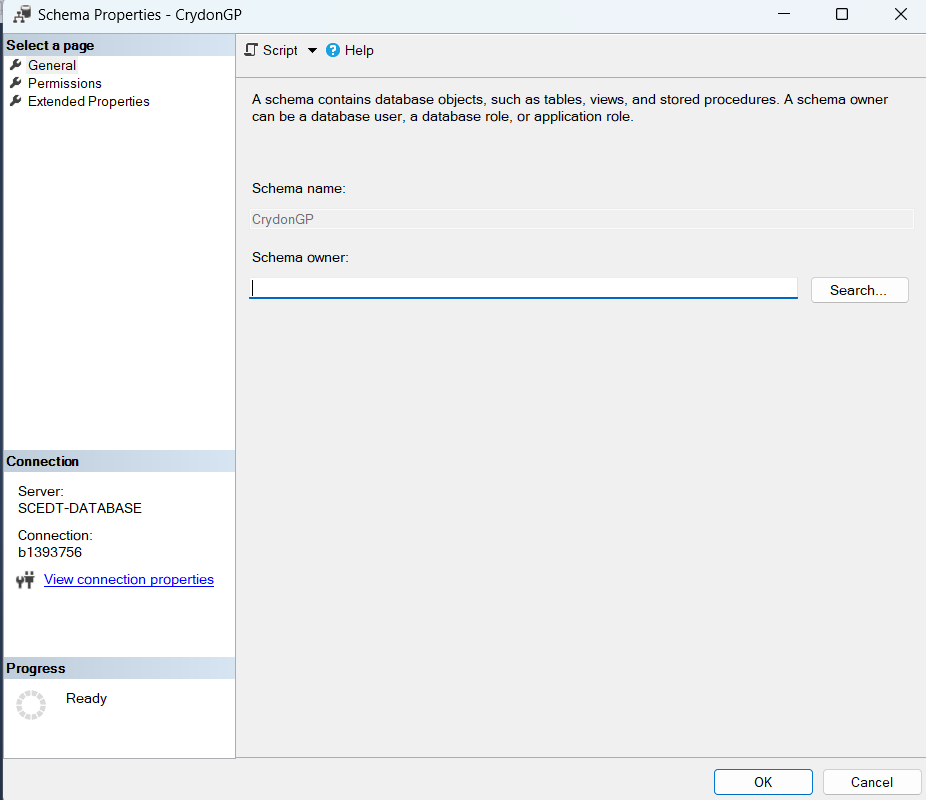 Schema Properties - CrydonGP
Select a page
General
Permissions
Extended Properties
Script
Help
A schema contains database objects, such as tables, views, and stored procedures. A schema owner
can be a database user, a database role, or application role.
Schema name:
CrydonGP
Schema owner:
Search...
Connection
Server:
SCEDT-DATABASE
Connection:
b1393756
View connection properties
Progress
Ready
OK
Cancel